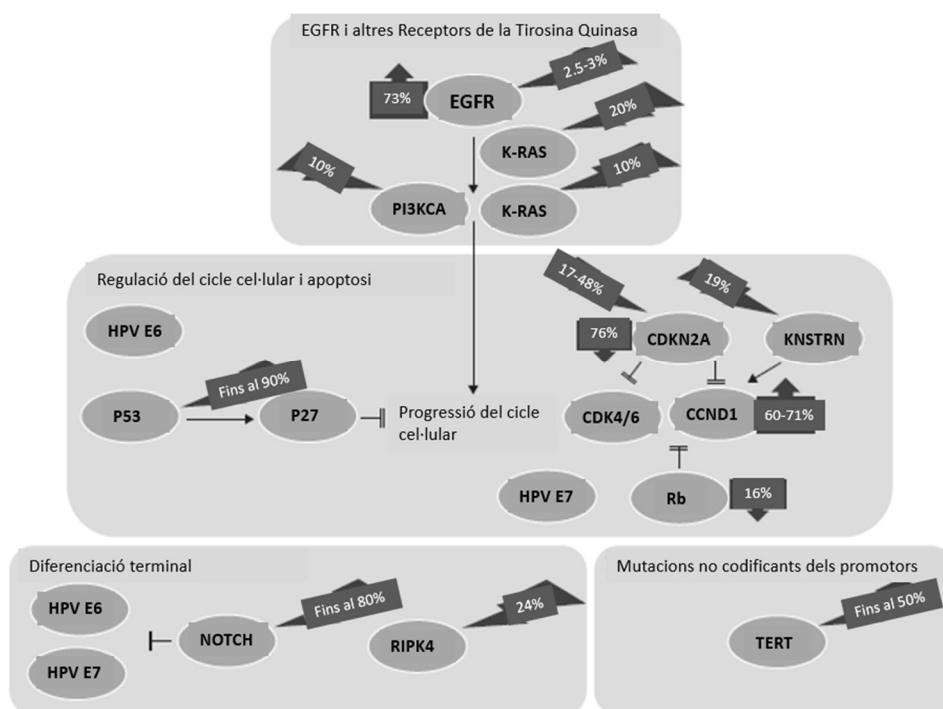 EGFR i altres Receptors de la Tirosina Quinasa
2.5-3%
73%
EGFR
20%
K-RAS
10%
10%
PI3KCA
K-RAS
Regulació del cicle cel·lular i apoptosi
17-48%
19%
HPV E6
76%
CDKN2A
KNSTRN
Fins al 90%
P53
P27
Progressió del cicle
cel·lular
CDK4/6
CCND1
60-71%
HPV E7
Rb
16%
Diferenciació terminal
HPV E6
Fins al 80%
24%
NOTCH
RIPK4
HPV E7
Mutacions no codificants dels promotors
Fins al 50%
TERT